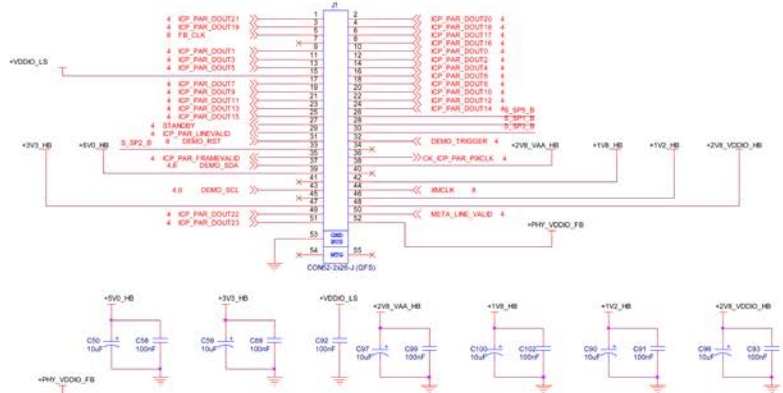 J1
4 ICP_PAR_DOUT21 1 2 ICP_PAR_DOUT20 4
4 ICP_PAR_DOUT19 3 4 ICP_PAR_DOUT18 4
8 FB_CLK 5 6 ICP_PAR_DOUT17 4
7 8 ICP_PAR_DOUT16 4
4 ICP_PAR_DOUT1 9 10 ICP_PAR_DOUT0 4
4 ICP_PAR_DOUT3 11 12 ICP_PAR_DOUT2 4
4 ICP_PAR_DOUT5 13 14 ICP_PAR_DOUT4 4
+VDDIO_LS 15 16 ICP_PAR_DOUT6 4
4 ICP_PAR_DOUT7 17 18 ICP_PAR_DOUT8 4
4 ICP_PAR_DOUT9 19 20 ICP_PAR_DOUT10 4
4 ICP_PAR_DOUT11 21 22 ICP_PAR_DOUT12 4
4 ICP_PAR_DOUT13 23 24 ICP_PAR_DOUT14 4
4 ICP_PAR_DOUT15 25 26 S_SP5_B
4 STANDBY 27 28 S_SP1_B
4 ICP_PAR_LINEVALID 29 30 S_SP3_B
8 DEMO_RST 31 32 DEMO_TRIGGER 4
+3V3_HB +5V0_HB S_SP2_B 33 34 +2V8_VAA_HB +1V8_HB +1V2_HB +2V8_VDDIO_HB
4 ICP_PAR_FRAMEVALID 35 36 CK_ICP_PAR_PIXCLK 4
4,6 DEMO_SDA 37 38
39 40
41 42
4,6 DEMO_SCL 43 44 XMCLK 8
45 46
47 48
4 ICP_PAR_DOUT22 49 50 META_LINE_VALID 4
4 ICP_PAR_DOUT23 51 52 +PHY_VDDIO_FB
53 GND BUS
54 MTG 55
CON52-2x26-J (QFS)
+5V0_HB +3V3_HB +VDDIO_LS +2V8_VAA_HB +1V8_HB +1V2_HB +2V8_VDDIO_HB
C50 10uF C58 100nF C59 10uF C69 100nF C92 100nF C97 10uF C99 100nF C100 10uF C102 100nF C90 10uF C91 100nF C96 10uF C93 100nF
+PHY_VDDIO_FB